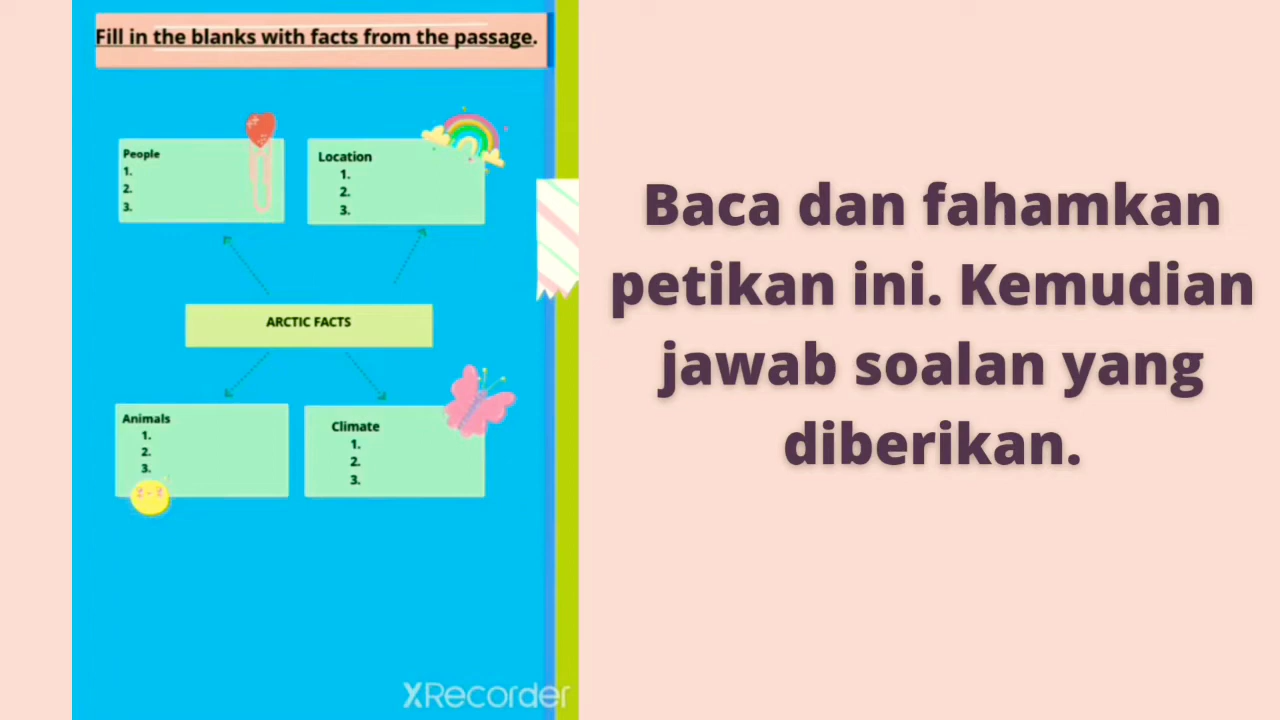 Fill in the blanks with facts from the passage.
People
1.
2.
3.
Location
1.
2.
3.
ARCTIC FACTS
Animals
1.
2.
3.
Climate
1.
2.
3.
Baca dan fahamkan
petikan ini. Kemudian
jawab soalan yang
diberikan.
XRecorder